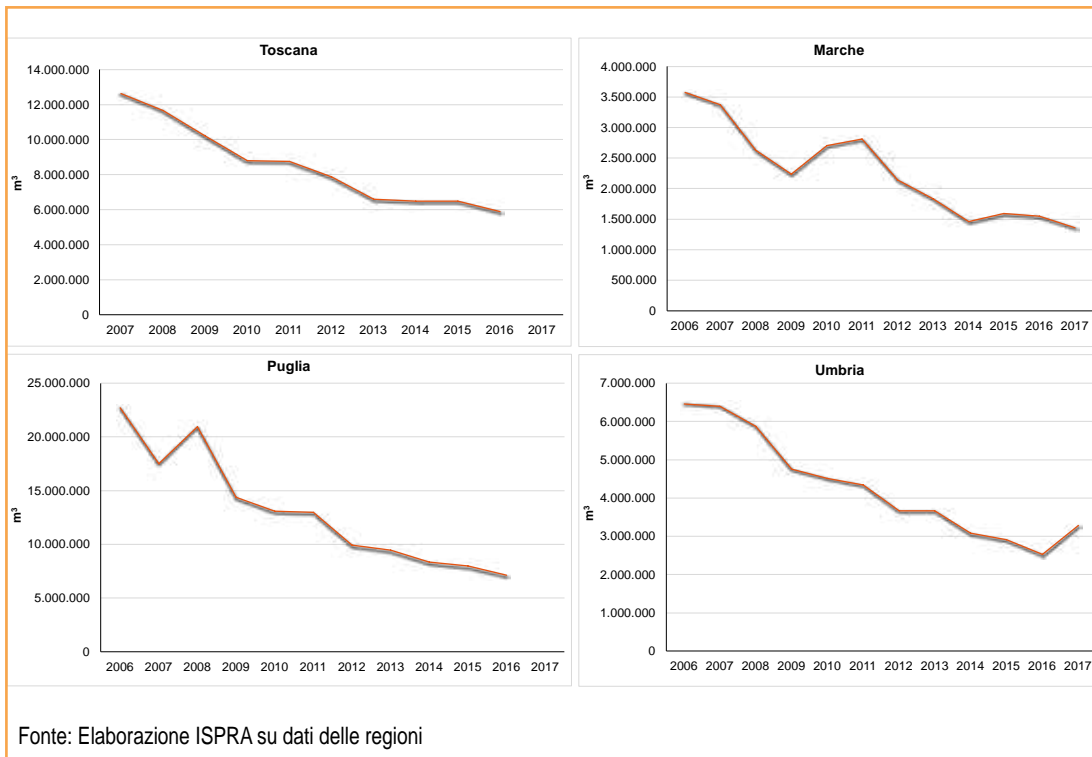 Toscana
14.000.000
12.000.000
10.000.000
8.000.000
6.000.000
4.000.000
2.000.000
0
m³
2007 2008 2009 2010 2011 2012 2013 2014 2015 2016 2017
Marche
4.000.000
3.500.000
3.000.000
2.500.000
2.000.000
1.500.000
1.000.000
500.000
0
m³
2006 2007 2008 2009 2010 2011 2012 2013 2014 2015 2016 2017
Puglia
25.000.000
20.000.000
15.000.000
10.000.000
5.000.000
0
m³
2006 2007 2008 2009 2010 2011 2012 2013 2014 2015 2016 2017
Umbria
7.000.000
6.000.000
5.000.000
4.000.000
3.000.000
2.000.000
1.000.000
0
m³
2006 2007 2008 2009 2010 2011 2012 2013 2014 2015 2016 2017
Fonte: Elaborazione ISPRA su dati delle regioni